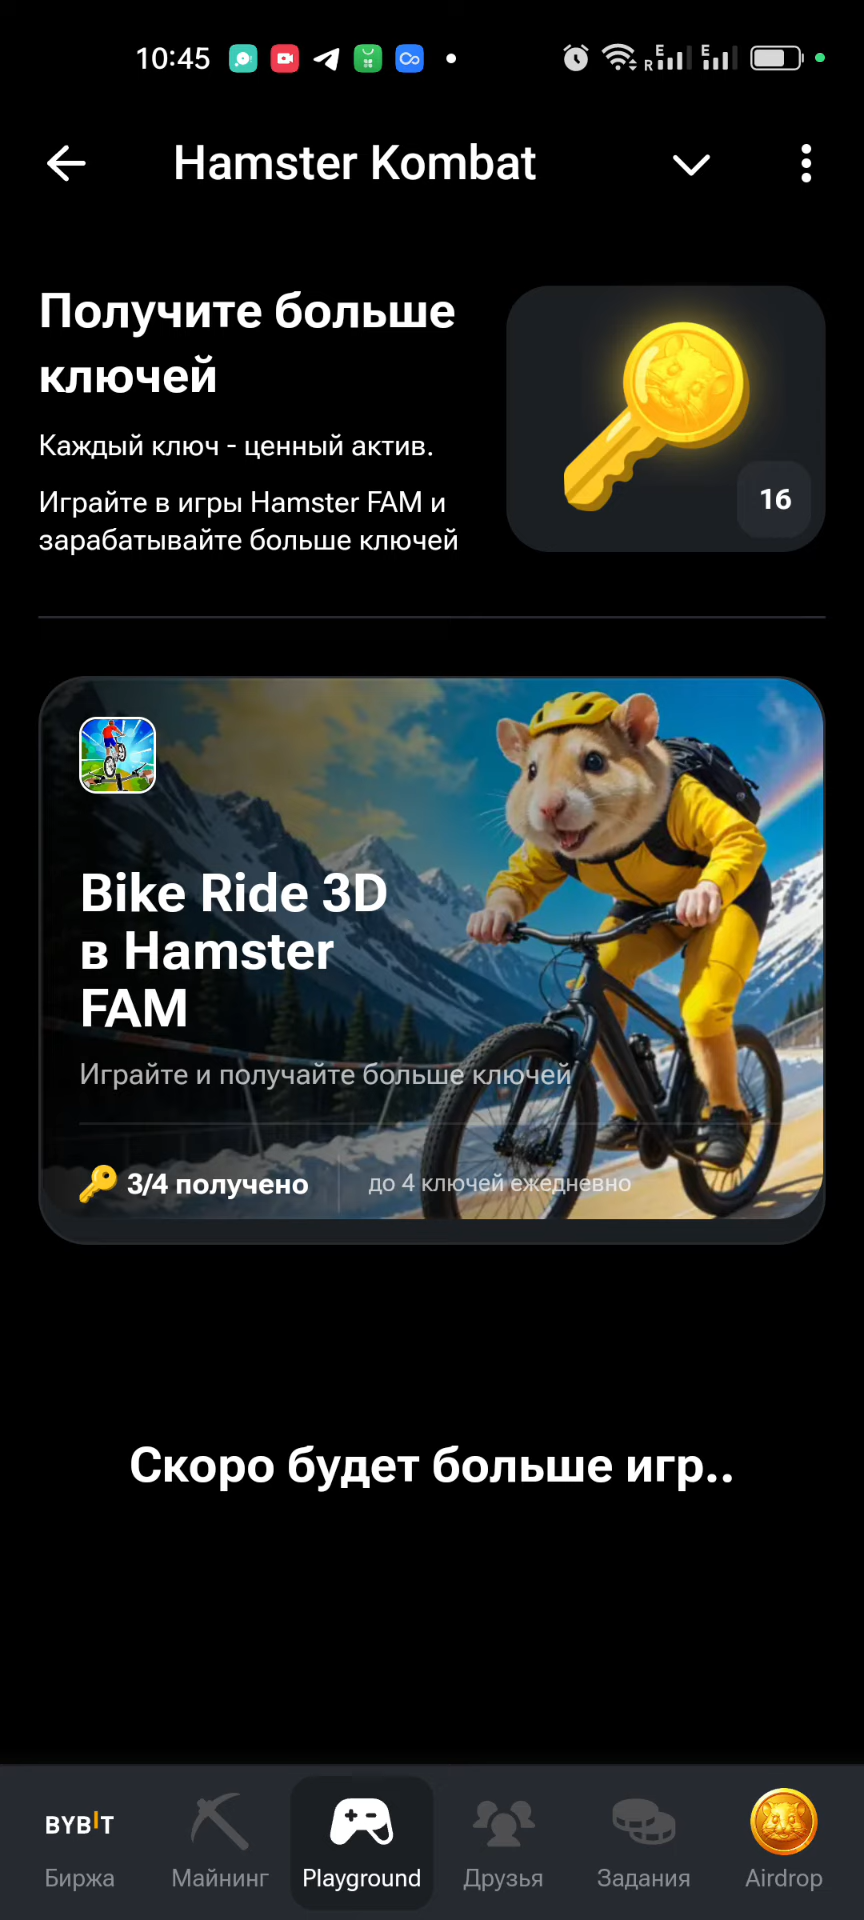 10:45
R E E
Hamster Kombat
Получите больше
ключей
Каждый ключ - ценный актив.
Играйте в игры Hamster FAM и
зарабатывайте больше ключей
16
Bike Ride 3D
в Hamster
FAM
Играйте и получайте больше ключей
3/4 получено
до 4 ключей ежедневно
Скоро будет больше игр..
BYBIT
Биржа
Майнинг
Playground
Друзья
Задания
Airdrop